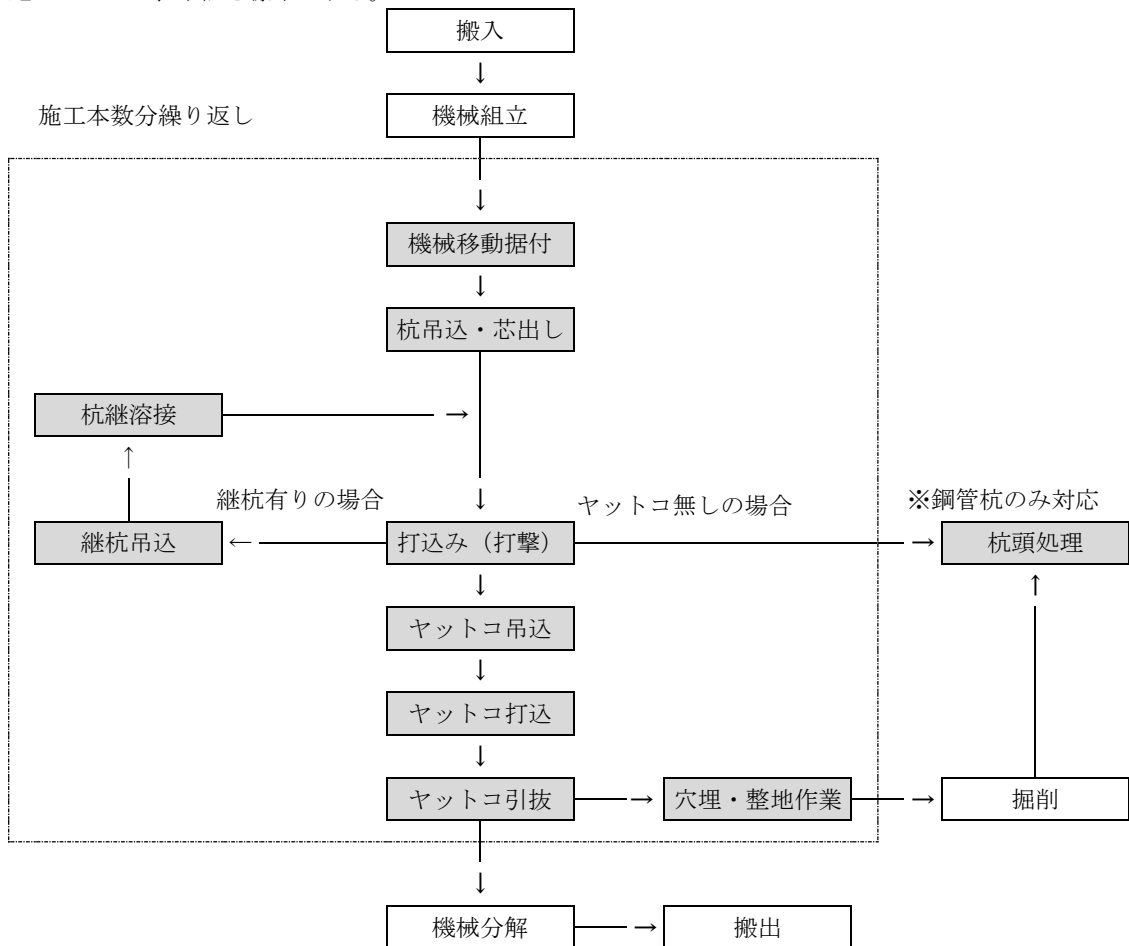 搬入
↓
施工本数分繰り返し
機械組立
↓
機械移動据付
↓
杭吊込・芯出し
杭継溶接
→
↑
継杭有りの場合
↓
ヤットコ無しの場合
※鋼管杭のみ対応
継杭吊込
←
打込み（打撃）
→
杭頭処理
↓
↑
ヤットコ吊込
↓
ヤットコ打込
↓
ヤットコ引抜
→
穴埋・整地作業
→
掘削
↓
機械分解
→
搬出